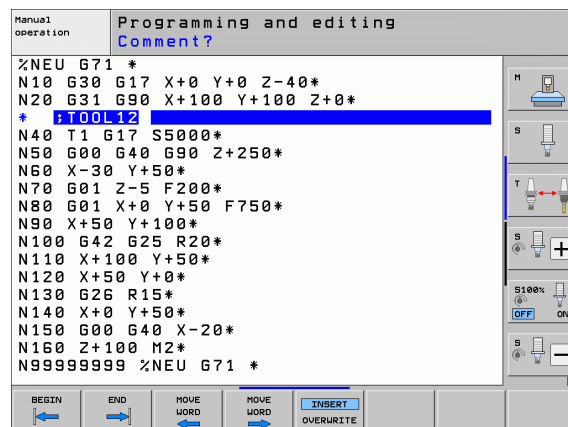 Manual operation
Programming and editing
Comment?
%NEU G71 *
N10 G30 G17 X+0 Y+0 Z-40*
N20 G31 G90 X+100 Y+100 Z+0*
* ;TOOL12
N40 T1 G17 S5000*
N50 G00 G40 G90 Z+250*
N60 X-30 Y+50*
N70 G01 Z-5 F200*
N80 G01 X+0 Y+50 F750*
N90 X+50 Y+100*
N100 G42 G25 R20*
N110 X+100 Y+50*
N120 X+50 Y+0*
N130 G26 R15*
N140 X+0 Y+50*
N150 G00 G40 X-20*
N160 Z+100 M2*
N99999999 %NEU G71 *
M
S
T
S
+
S100%
OFF ON
S
-
BEGIN
END
MOVE WORD
MOVE WORD
INSERT
OVERWRITE